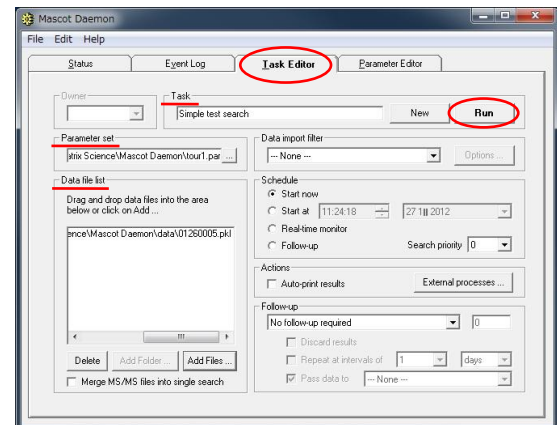 Mascot Daemon
File Edit Help
Status Event Log Task Editor Parameter Editor
Owner Task
Simple test search New Run
Parameter set Data import filter
atrix Science\Mascot Daemon\tour1.par ... --- None --- Options ...
Data file list Schedule
Drag and drop data files into the area
below or click on Add ...
Start now
Start at 11:24:18 2012
Real-time monitor
ence\Mascot Daemon\data\01260005.pkl
Follow-up Search priority 0
Actions
Auto-print results External processes ...
Follow-up
No follow-up required 0
Discard results
Delete Add Folder ... Add Files ... Repeat at intervals of 1 days
Merge MS/MS files into single search Pass data to --- None ---